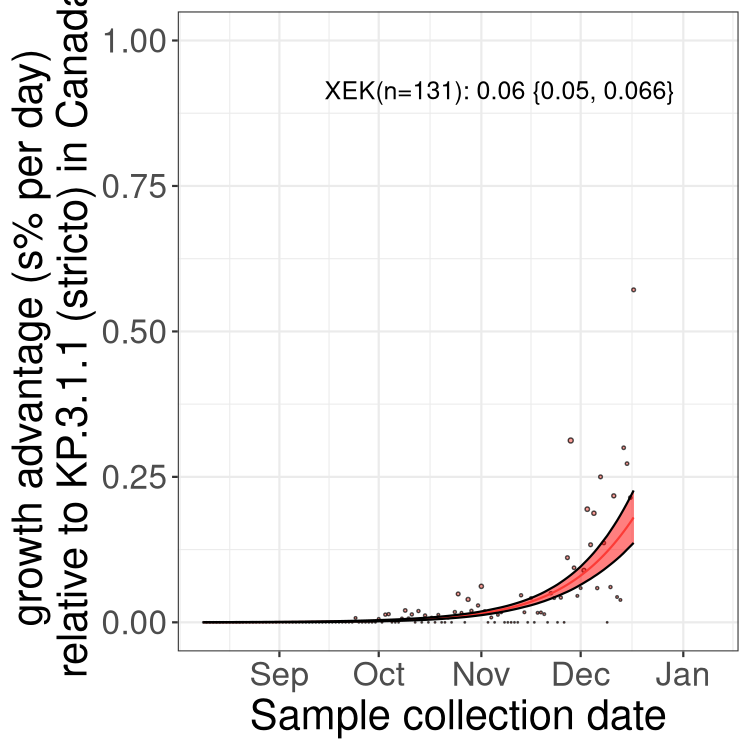 growth advantage (s% per day)
relative to KP.3.1.1 (stricto) in Canada
1.00
0.75
0.50
0.25
0.00
XEK(n=131): 0.06 {0.05, 0.066}
Sep Oct Nov Dec Jan
Sample collection date